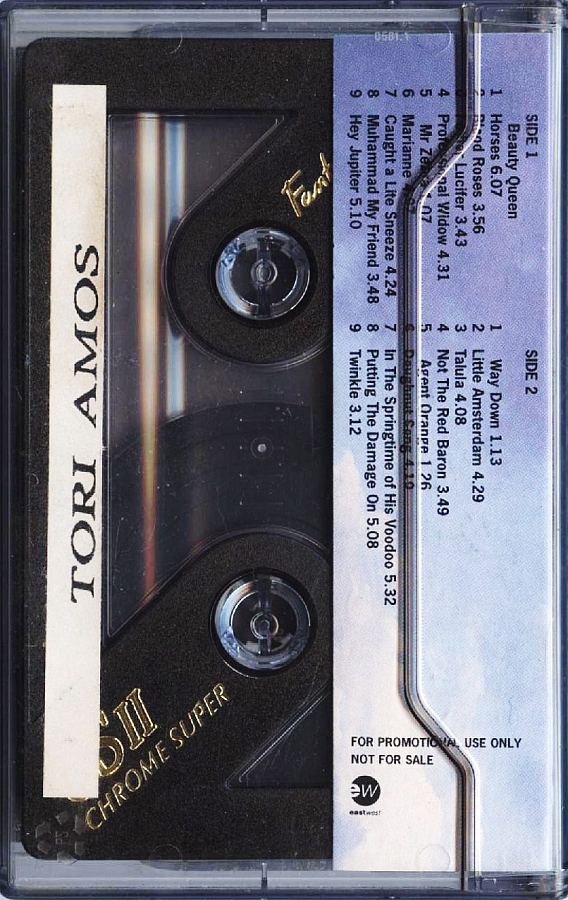 TORI AMOS
SII
CHROME SUPER
0581.1
SIDE 1
Beauty Queen
1 Horses 6.07
2 Blood Roses 3.56
Lucifer 3.43
4 Professional Widow 4.31
5 Mr .07
6 Marianne
7 Caught a Lite Sneeze 4.24
8 Muhammad My Friend 3.48
9 Hey Jupiter 5.10
SIDE 2
1 Way Down 1.13
2 Little Amsterdam 4.29
3 Talula 4.08
4 Not The Red Baron 3.49
5 Agent Orange 1.26
6 Doughnut Song 4.19
7 In The Springtime of His Voodoo 5.32
8 Putting The Damage On 5.08
9 Twinkle 3.12
FOR PROMOTIONAL USE ONLY
NOT FOR SALE
ew
eastwest